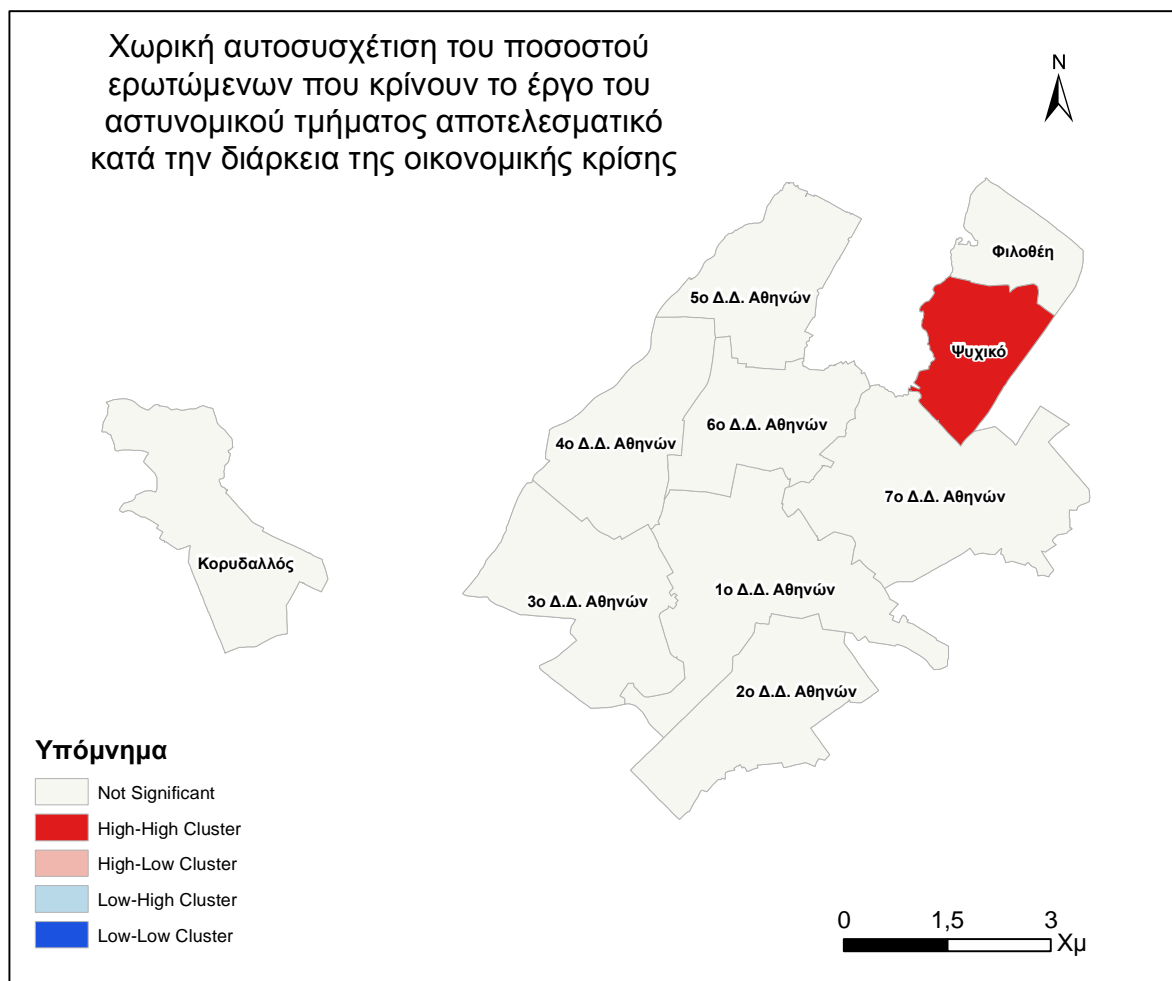 Χωρική αυτοσυσχέτιση του ποσοστού
ερωτώμενων που κρίνουν το έργο του
αστυνομικού τμήματος αποτελεσματικό
κατά την διάρκεια της οικονομικής κρίσης
N
Φιλοθέη
5ο Δ.Δ. Αθηνών
Ψυχικό
6ο Δ.Δ. Αθηνών
4ο Δ.Δ. Αθηνών
7ο Δ.Δ. Αθηνών
Κορυδαλλός
1ο Δ.Δ. Αθηνών
3ο Δ.Δ. Αθηνών
2ο Δ.Δ. Αθηνών
Υπόμνημα
Not Significant
High-High Cluster
High-Low Cluster
Low-High Cluster
Low-Low Cluster
0 1,5 3
Χμ